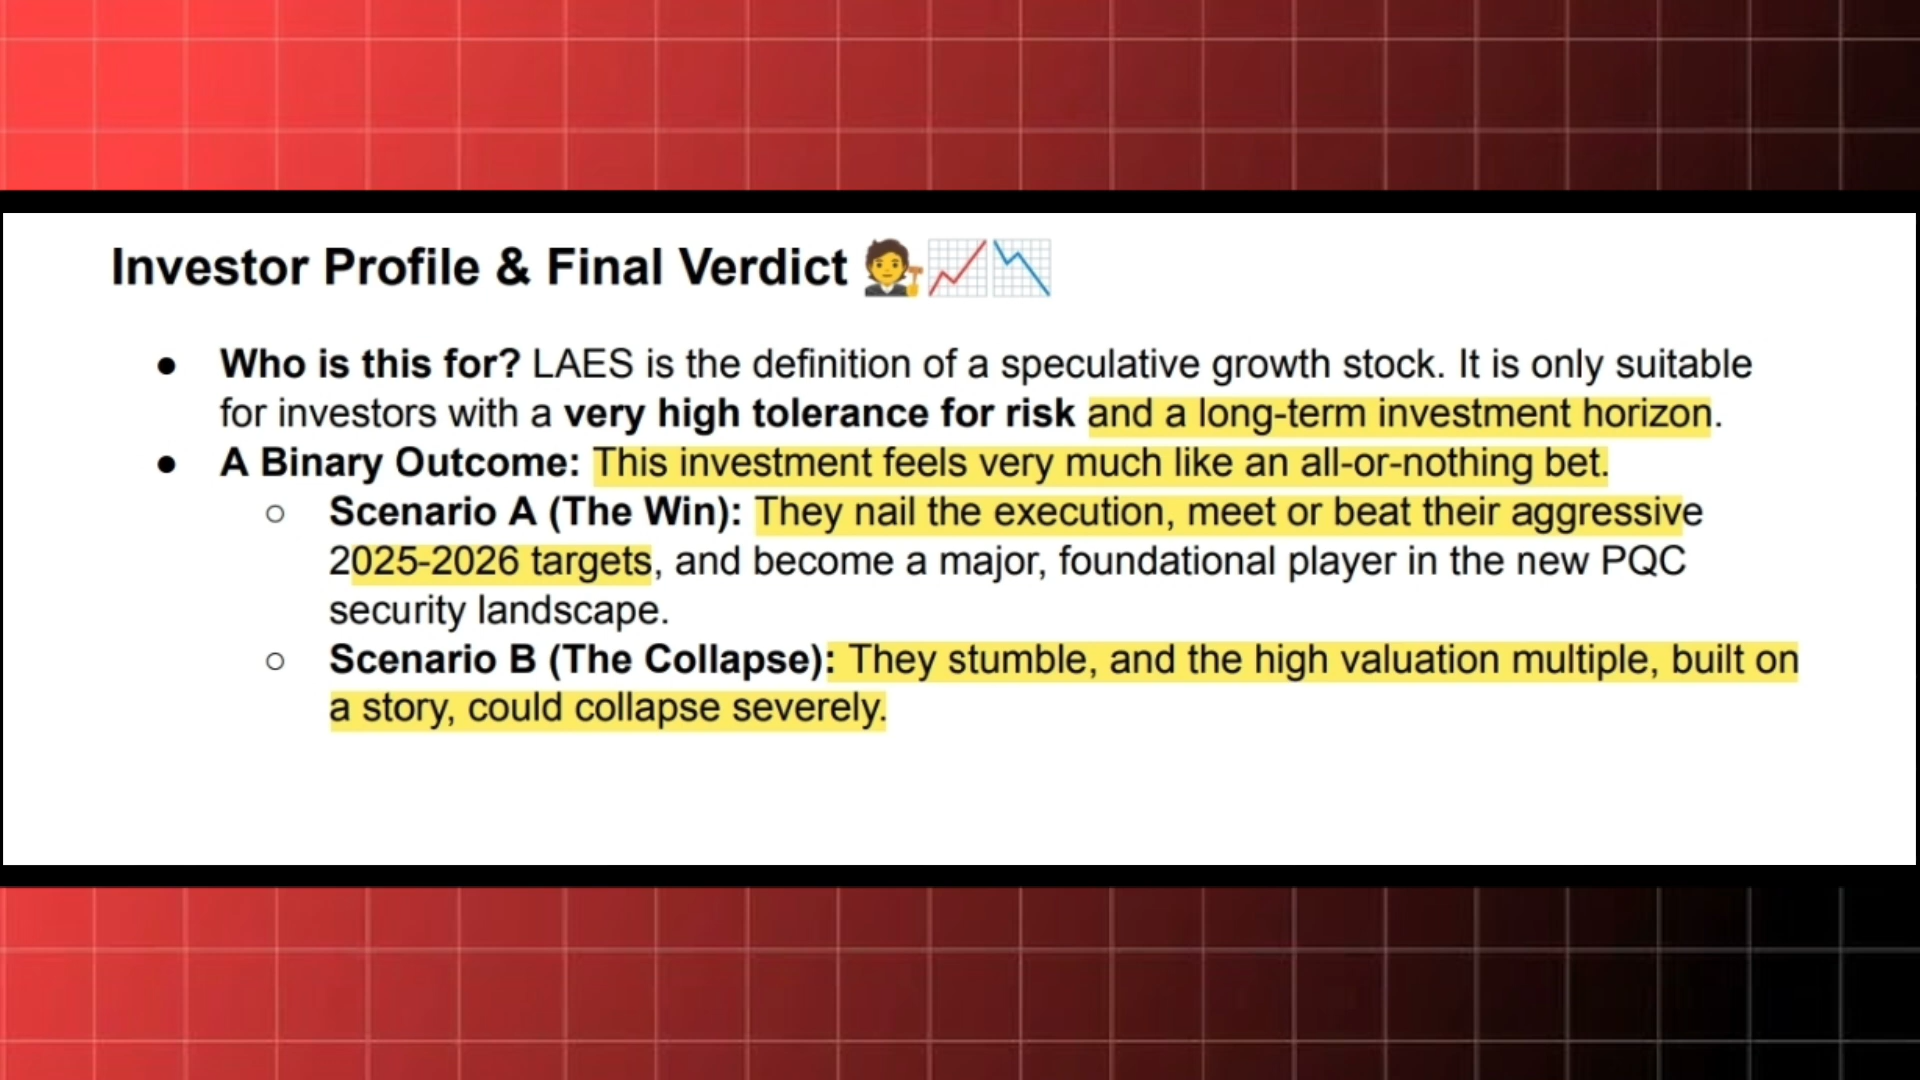 Investor Profile & Final Verdict 🧑‍⚖️📈📉
● Who is this for? LAES is the definition of a speculative growth stock. It is only suitable
for investors with a very high tolerance for risk and a long-term investment horizon.
● A Binary Outcome: This investment feels very much like an all-or-nothing bet.
○ Scenario A (The Win): They nail the execution, meet or beat their aggressive
2025-2026 targets, and become a major, foundational player in the new PQC
security landscape.
○ Scenario B (The Collapse): They stumble, and the high valuation multiple, built on
a story, could collapse severely.